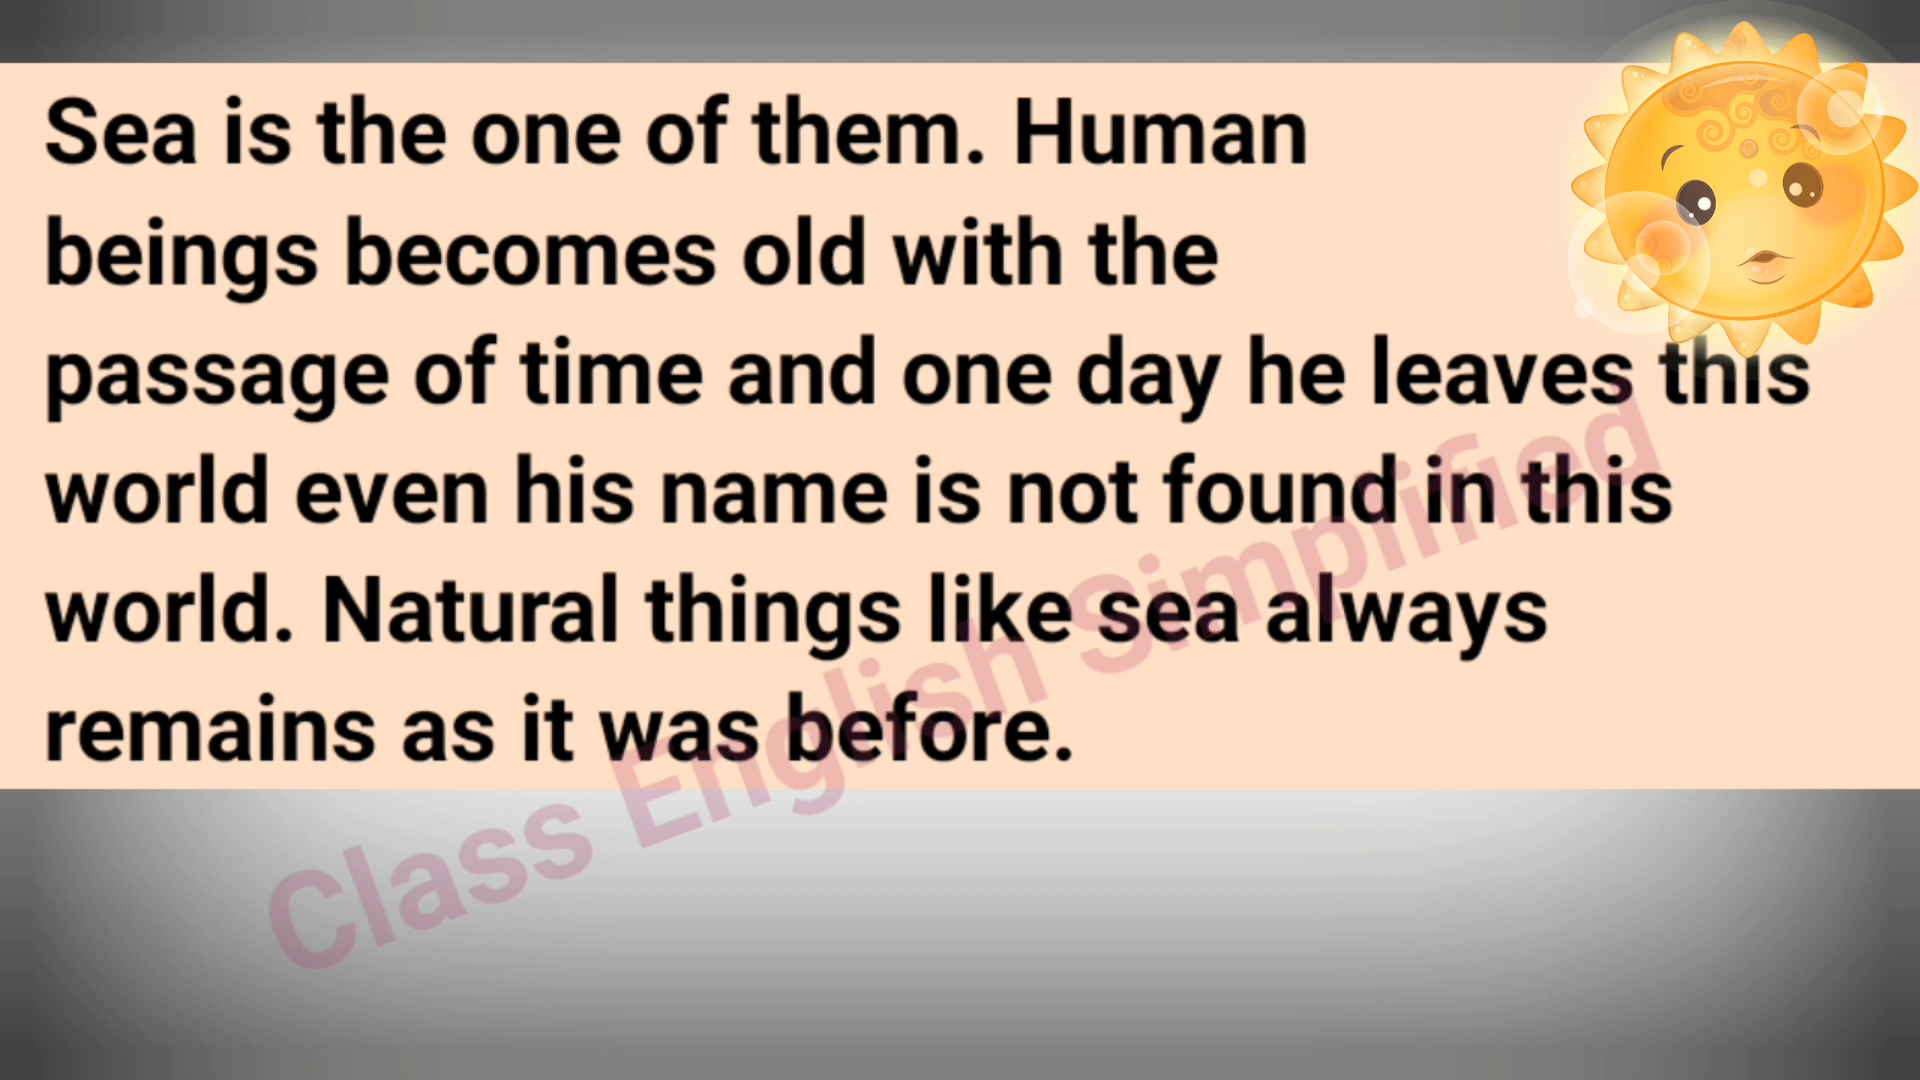 Sea is the one of them. Human
beings becomes old with the
passage of time and one day he leaves this
world even his name is not found in this
world. Natural things like sea always
remains as it was before.
Class English Simplified